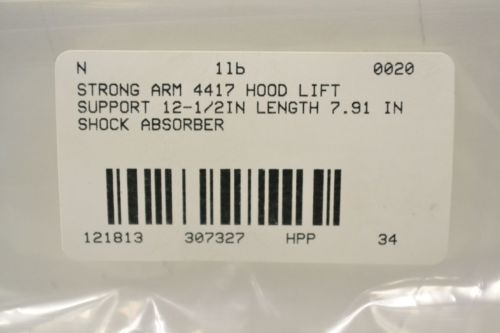 N 1lb 0020
STRONG ARM 4417 HOOD LIFT
SUPPORT 12-1/2IN LENGTH 7.91 IN
SHOCK ABSORBER
121813 307327 HPP 34